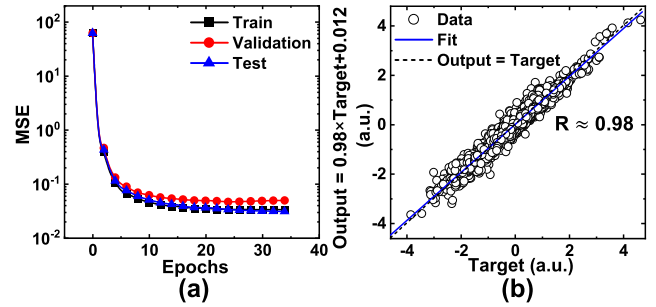 MSE
10²
10¹
10⁰
10⁻¹
10⁻²
Train
Validation
Test
0
10
20
30
40
Epochs
(a)
Output = 0.98×Target+0.012
(a.u.)
4
2
0
-2
-4
Data
Fit
Output = Target
R ≈ 0.98
-4
-2
0
2
4
Target (a.u.)
(b)